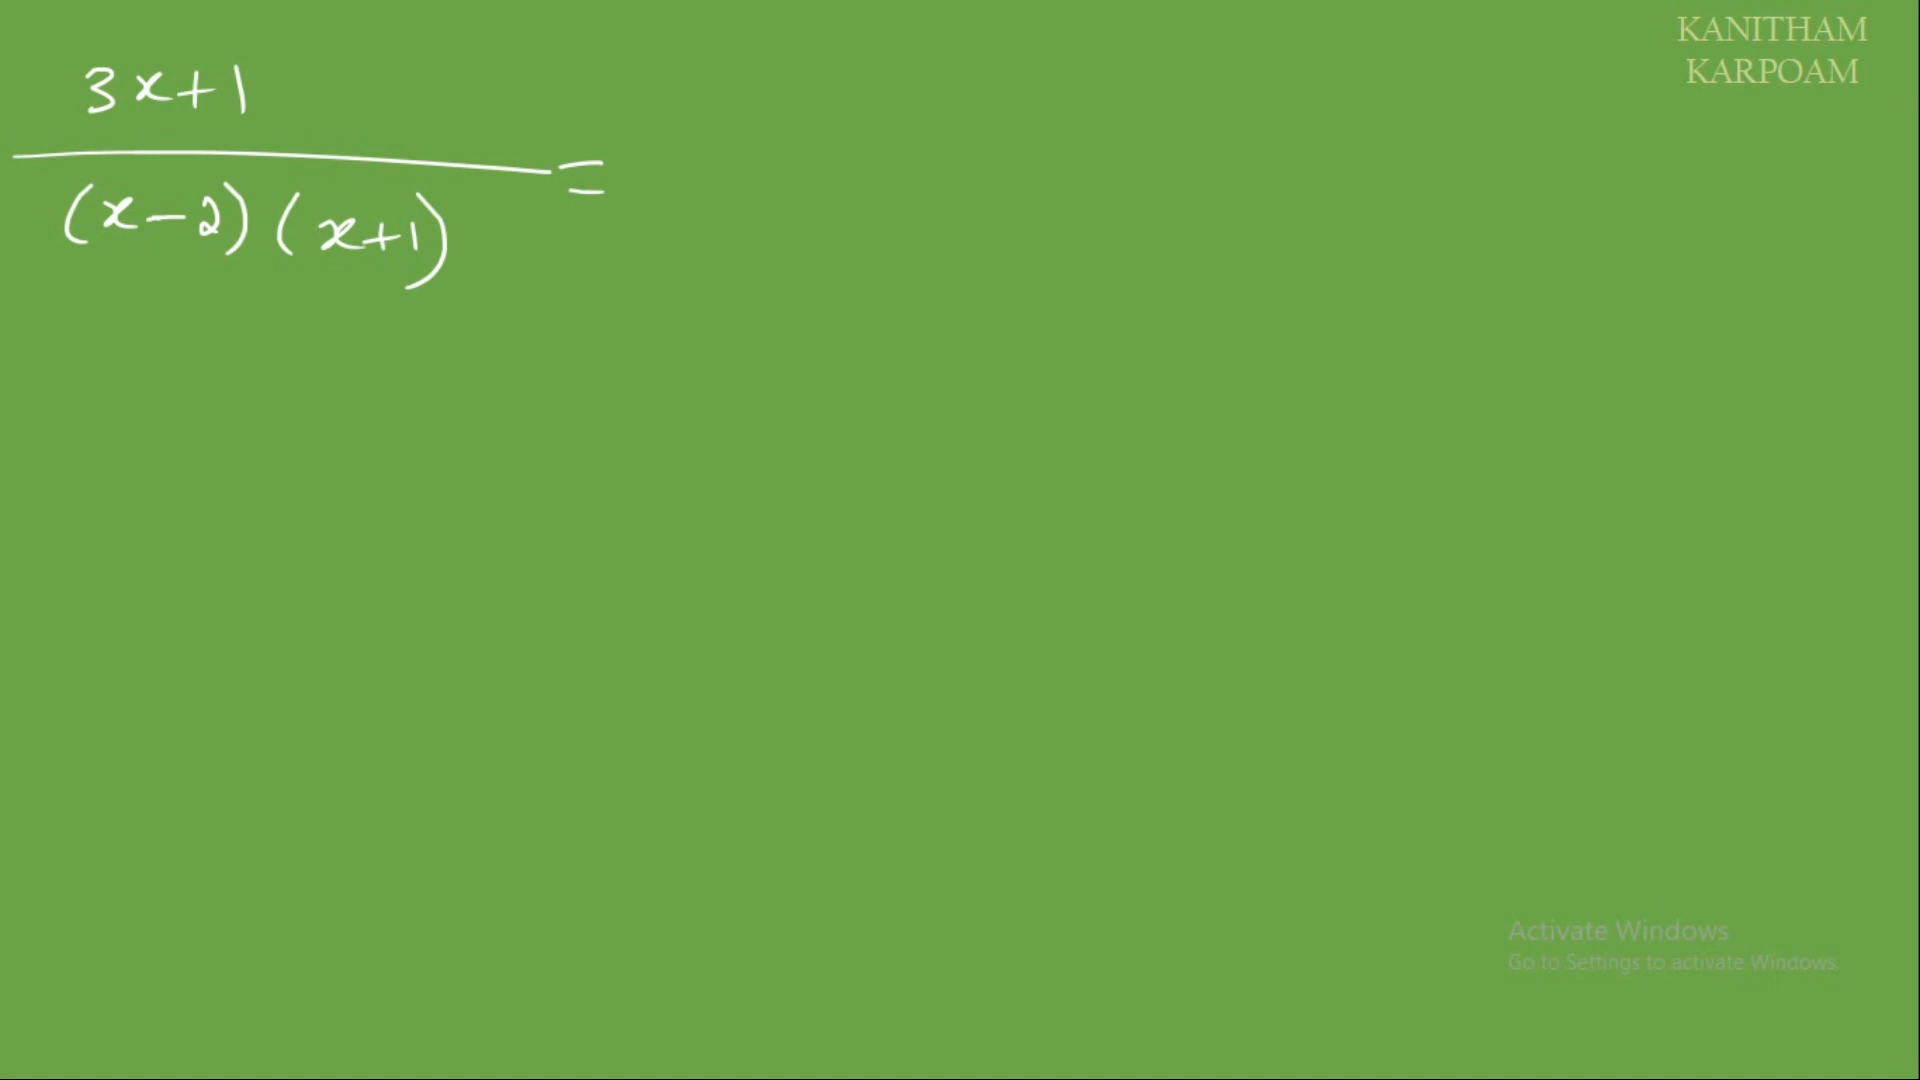 KANITHAM
KARPOAM
3x+1
=
(x-2)(x+1)
Activate Windows
Go to Settings to activate Windows.